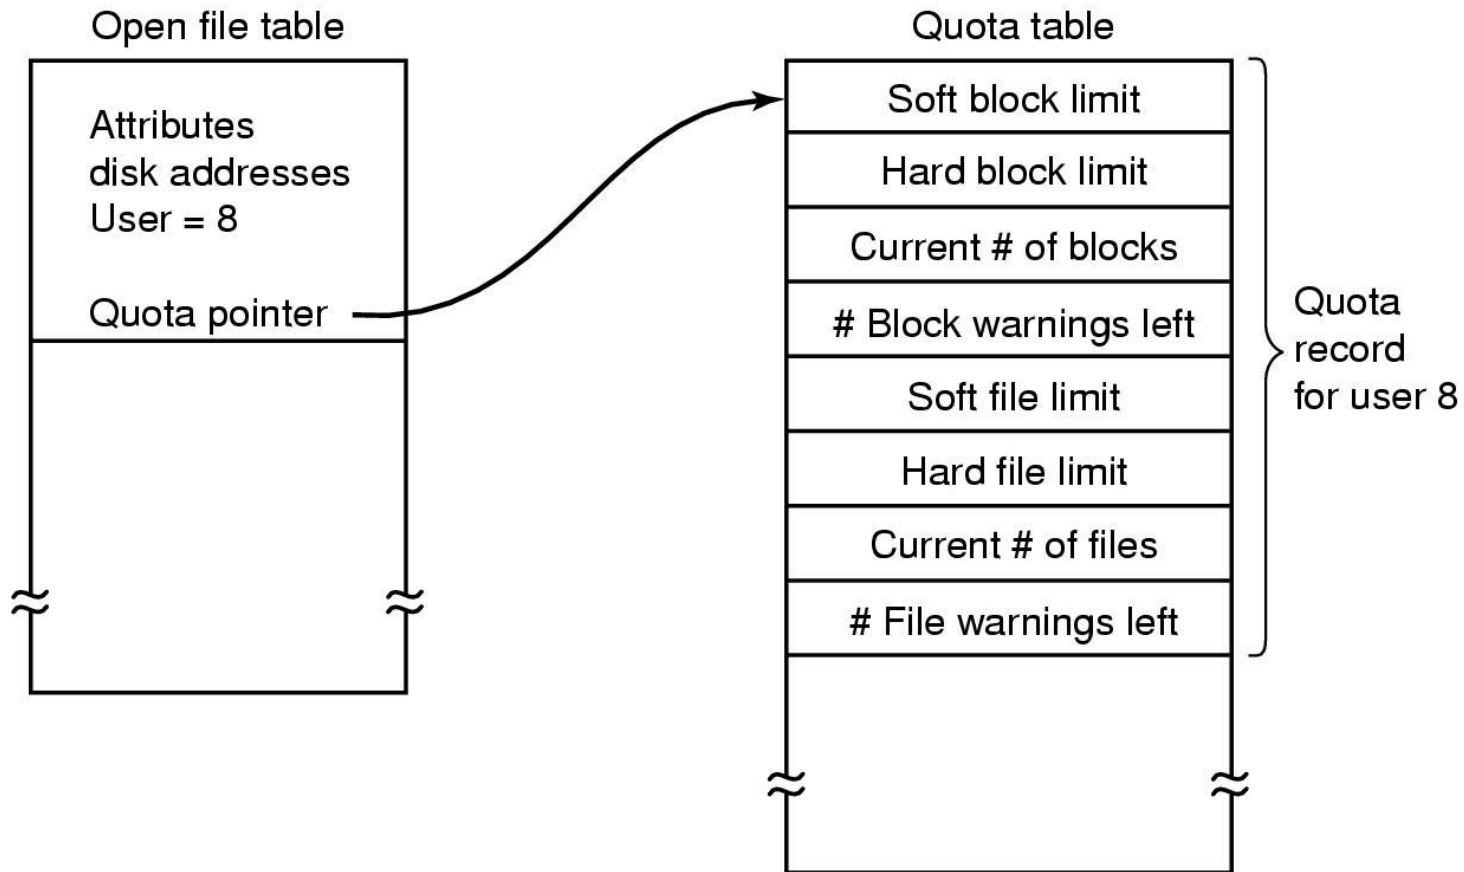 Open file table
Attributes
disk addresses
User = 8
Quota pointer
Quota table
Soft block limit
Hard block limit
Current # of blocks
# Block warnings left
Soft file limit
Hard file limit
Current # of files
# File warnings left
Quota
record
for user 8